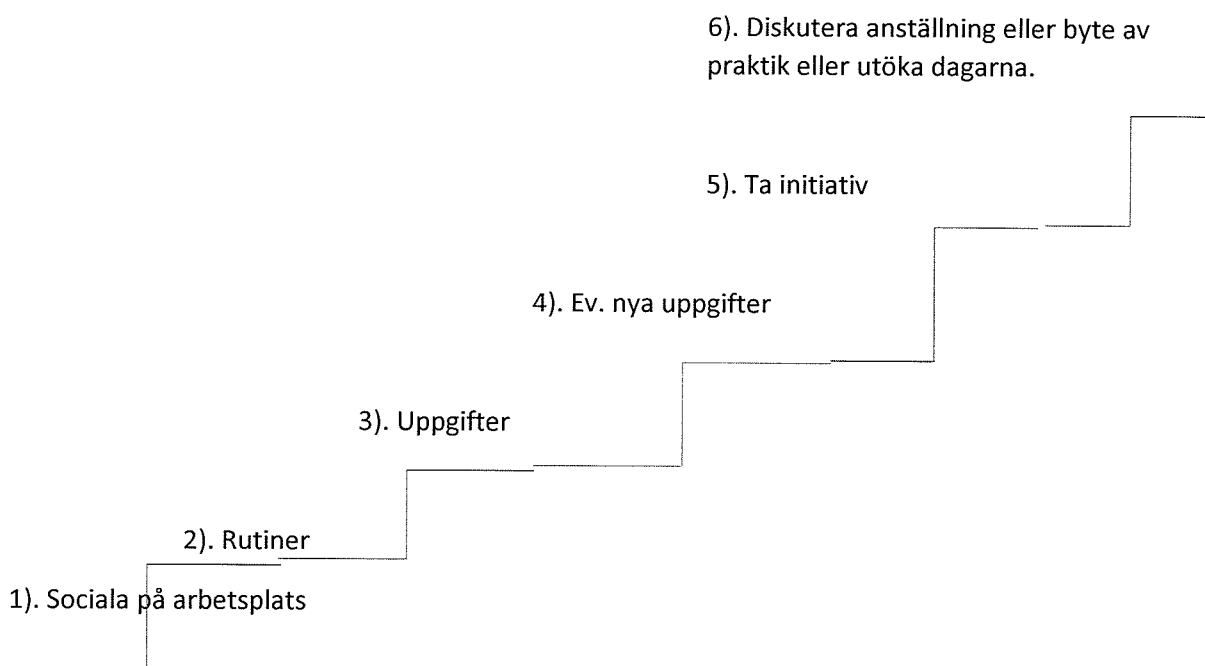 6). Diskutera anställning eller byte av
praktik eller utöka dagarna.
5). Ta initiativ
4). Ev. nya uppgifter
3). Uppgifter
2). Rutiner
1). Sociala på arbetsplats